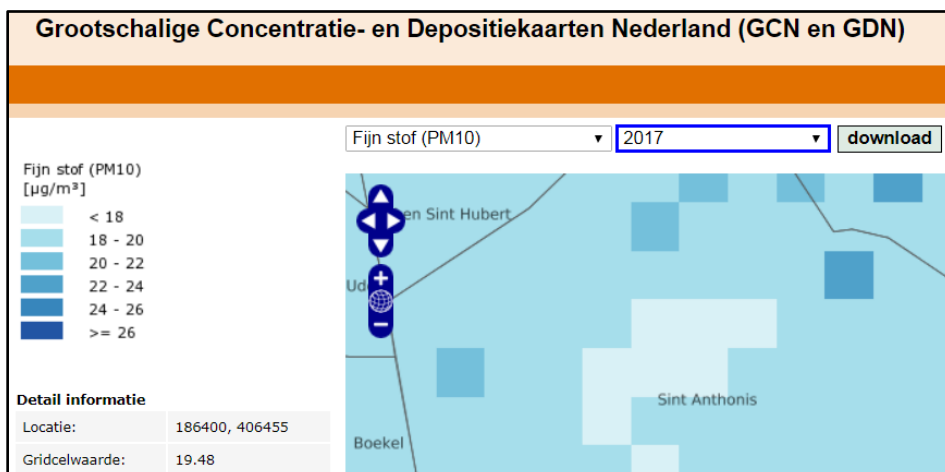 Grootschalige Concentratie- en Depositiekaarten Nederland (GCN en GDN)
Fijn stof (PM10) 2017 download
Fijn stof (PM10)
[µg/m³]
< 18
18 - 20
20 - 22
22 - 24
24 - 26
>= 26
en Sint Hubert
Ud
Sint Anthonis
Boekel
Detail informatie
Locatie: 186400, 406455
Gridcelwaarde: 19.48